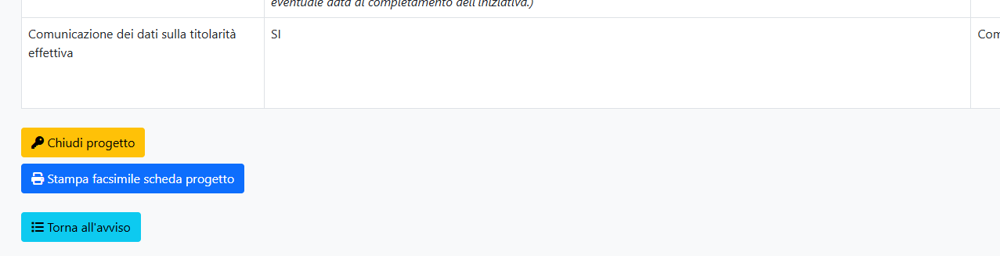 eventuale data di completamento dell'iniziativa.)
Comunicazione dei dati sulla titolarità
effettiva
SI
Com
Chiudi progetto
Stampa facsimile scheda progetto
Torna all'avviso